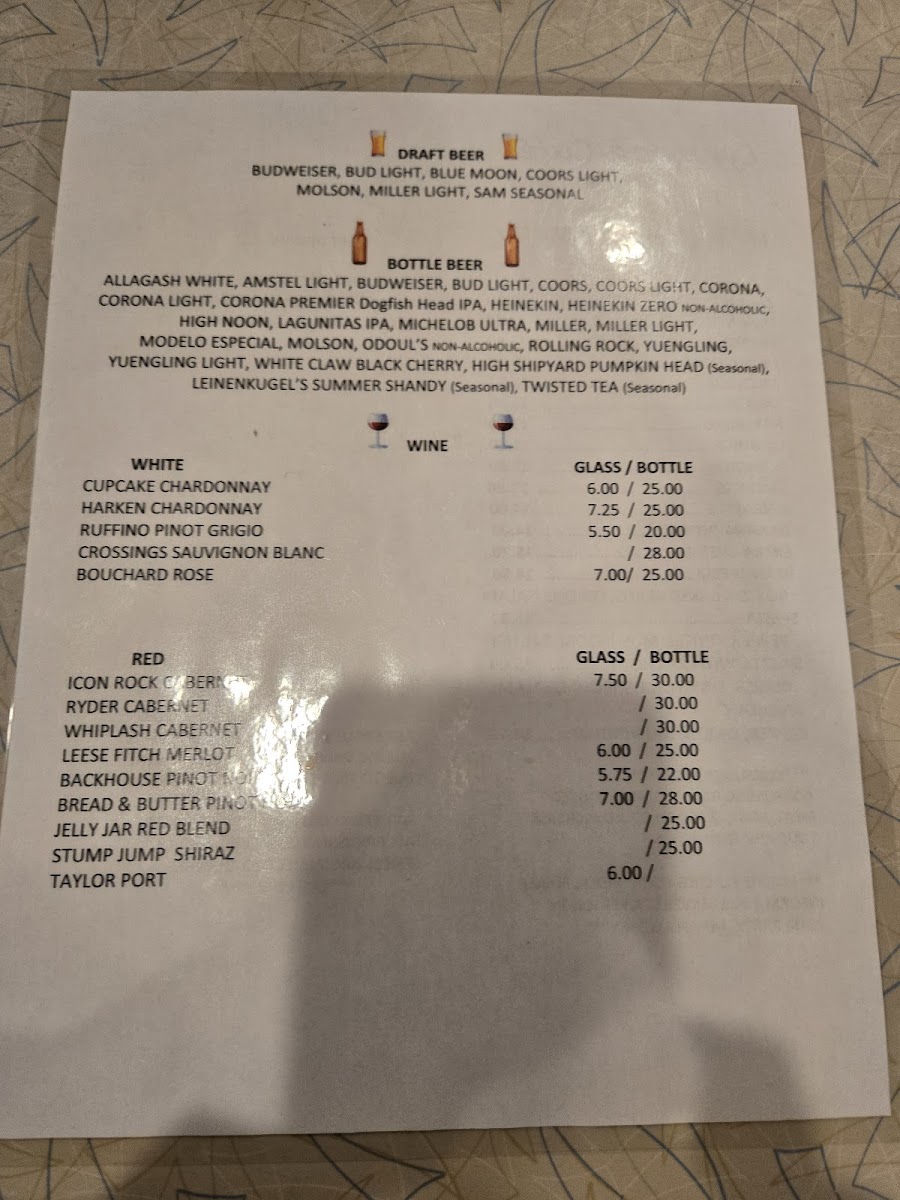 DRAFT BEER
BUDWEISER, BUD LIGHT, BLUE MOON, COORS LIGHT,
MOLSON, MILLER LIGHT, SAM SEASONAL
BOTTLE BEER
ALLAGASH WHITE, AMSTEL LIGHT, BUDWEISER, BUD LIGHT, COORS, COORS LIGHT, CORONA,
CORONA LIGHT, CORONA PREMIER Dogfish Head IPA, HEINEKIN, HEINEKIN ZERO NON-ALCOHOLIC,
HIGH NOON, LAGUNITAS IPA, MICHELOB ULTRA, MILLER, MILLER LIGHT,
MODELO ESPECIAL, MOLSON, ODOUL'S NON-ALCOHOLIC, ROLLING ROCK, YUENGLING,
YUENGLING LIGHT, WHITE CLAW BLACK CHERRY, HIGH SHIPYARD PUMPKIN HEAD (Seasonal),
LEINENKUGEL'S SUMMER SHANDY (Seasonal), TWISTED TEA (Seasonal)
WINE
WHITE GLASS / BOTTLE
CUPCAKE CHARDONNAY 6.00 / 25.00
HARKEN CHARDONNAY 7.25 / 25.00
RUFFINO PINOT GRIGIO 5.50 / 20.00
CROSSINGS SAUVIGNON BLANC / 28.00
BOUCHARD ROSE 7.00/ 25.00
RED GLASS / BOTTLE
ICON ROCK CABERNET 7.50 / 30.00
RYDER CABERNET / 30.00
WHIPLASH CABERNET / 30.00
LEESE FITCH MERLOT 6.00 / 25.00
BACKHOUSE PINOT 5.75 / 22.00
BREAD & BUTTER PINOT 7.00 / 28.00
JELLY JAR RED BLEND / 25.00
STUMP JUMP SHIRAZ / 25.00
TAYLOR PORT 6.00 /